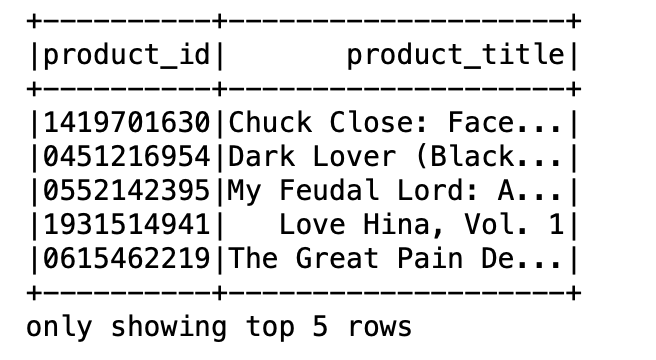 +----------+--------------------+
|product_id|       product_title|
+----------+--------------------+
|1419701630|Chuck Close: Face...|
|0451216954|Dark Lover (Black...|
|0552142395|My Feudal Lord: A...|
|1931514941|   Love Hina, Vol. 1|
|0615462219|The Great Pain De...|
+----------+--------------------+
only showing top 5 rows